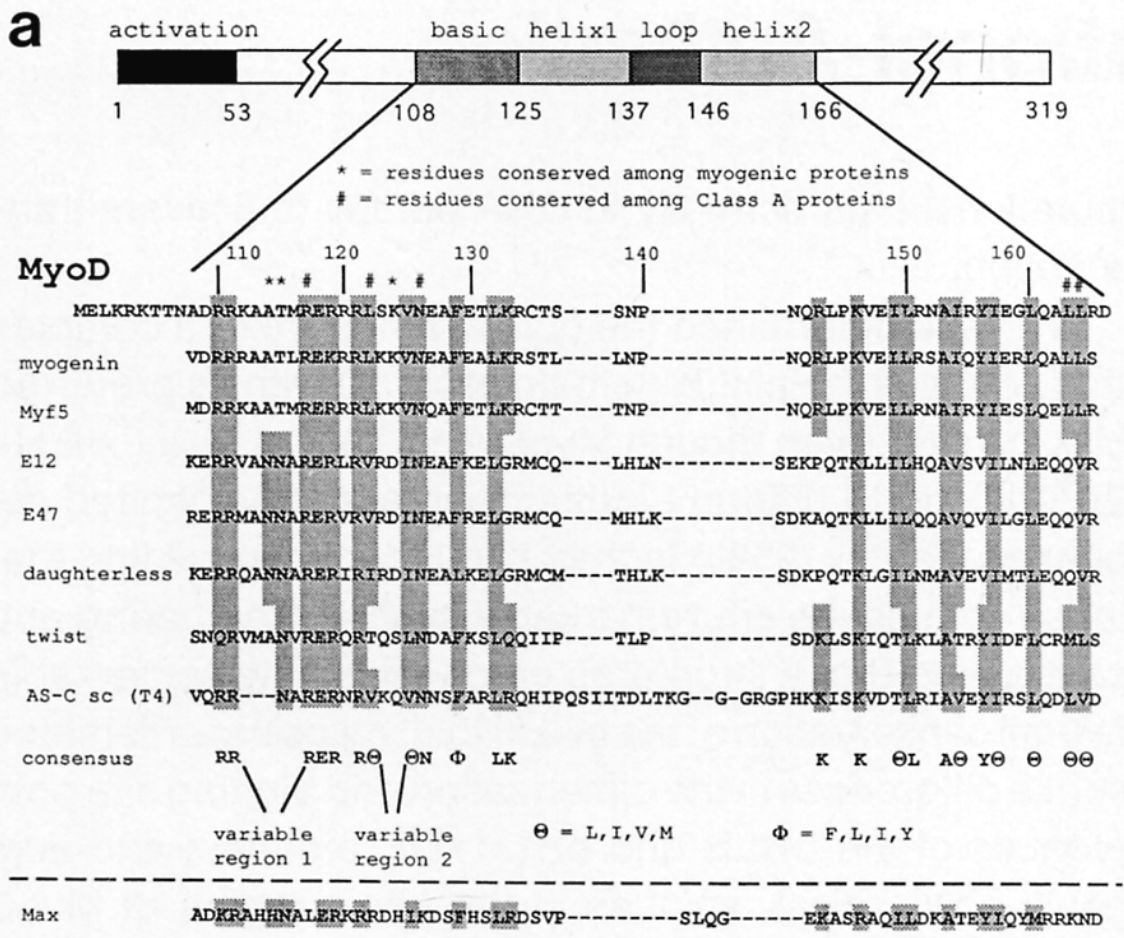 a
activation basic helix1 loop helix2
1 53 108 125 137 146 166 319
* = residues conserved among myogenic proteins
# = residues conserved among Class A proteins
110 120 130 140 150 160
MyoD
** # # * # ##
MELKRKTTNADRRKAATMRERRRLSKVNEAFETLKRCTS----SNP-----------NQRLPKVEILRNAIRYIEGLQALLRD
myogenin VDRRRAATLREKRRLKKVNEAFEALKRSTL----LNP-----------NQRLPKVEILRSAIQYIERLQALLS
Myf5 MDRRKAATMRERRRLKKVNQAFETLKRCTT----TNP-----------NQRLPKVEILRNAIRYIESLQELLR
E12 KERRVANNARERLRVRDINEAFKELGRMCQ----LHLN---------SEKPQTKLLILHQAVSVILNLEQQVR
E47 RERRMANNARERVRVRDINEAFRELGRMCQ----MHLK---------SDKAQTKLLILQQAVQVILGLEQQVR
daughterless KERRQANNARERIRIRDINEALKELGRMCM----THLK---------SDKPQTKLGILNMAVEVIMTLEQQVR
twist SNQRVMANVRERQRTQSLNDAFKSLQQIIP----TLP-----------SDKLSKIQTLKLATRYIDFLCRMLS
AS-C sc (T4) VQRR---NARERNRVKQVNNSFARLRQHIPQSIITDLTKG--G-GRGPHKKISKVDTLRIAVEYIRSLQDLVD
consensus RR RER RΘ ΘN Φ LK K K ΘL AΘ YΘ Θ ΘΘ
variable variable Θ = L,I,V,M Φ = F,L,I,Y
region 1 region 2
Max ADKRAHHNALERKRRDHIKDSFHSLRDSVP-----------SLQG---------EKASRAQILDKATEYIQYMRRKND